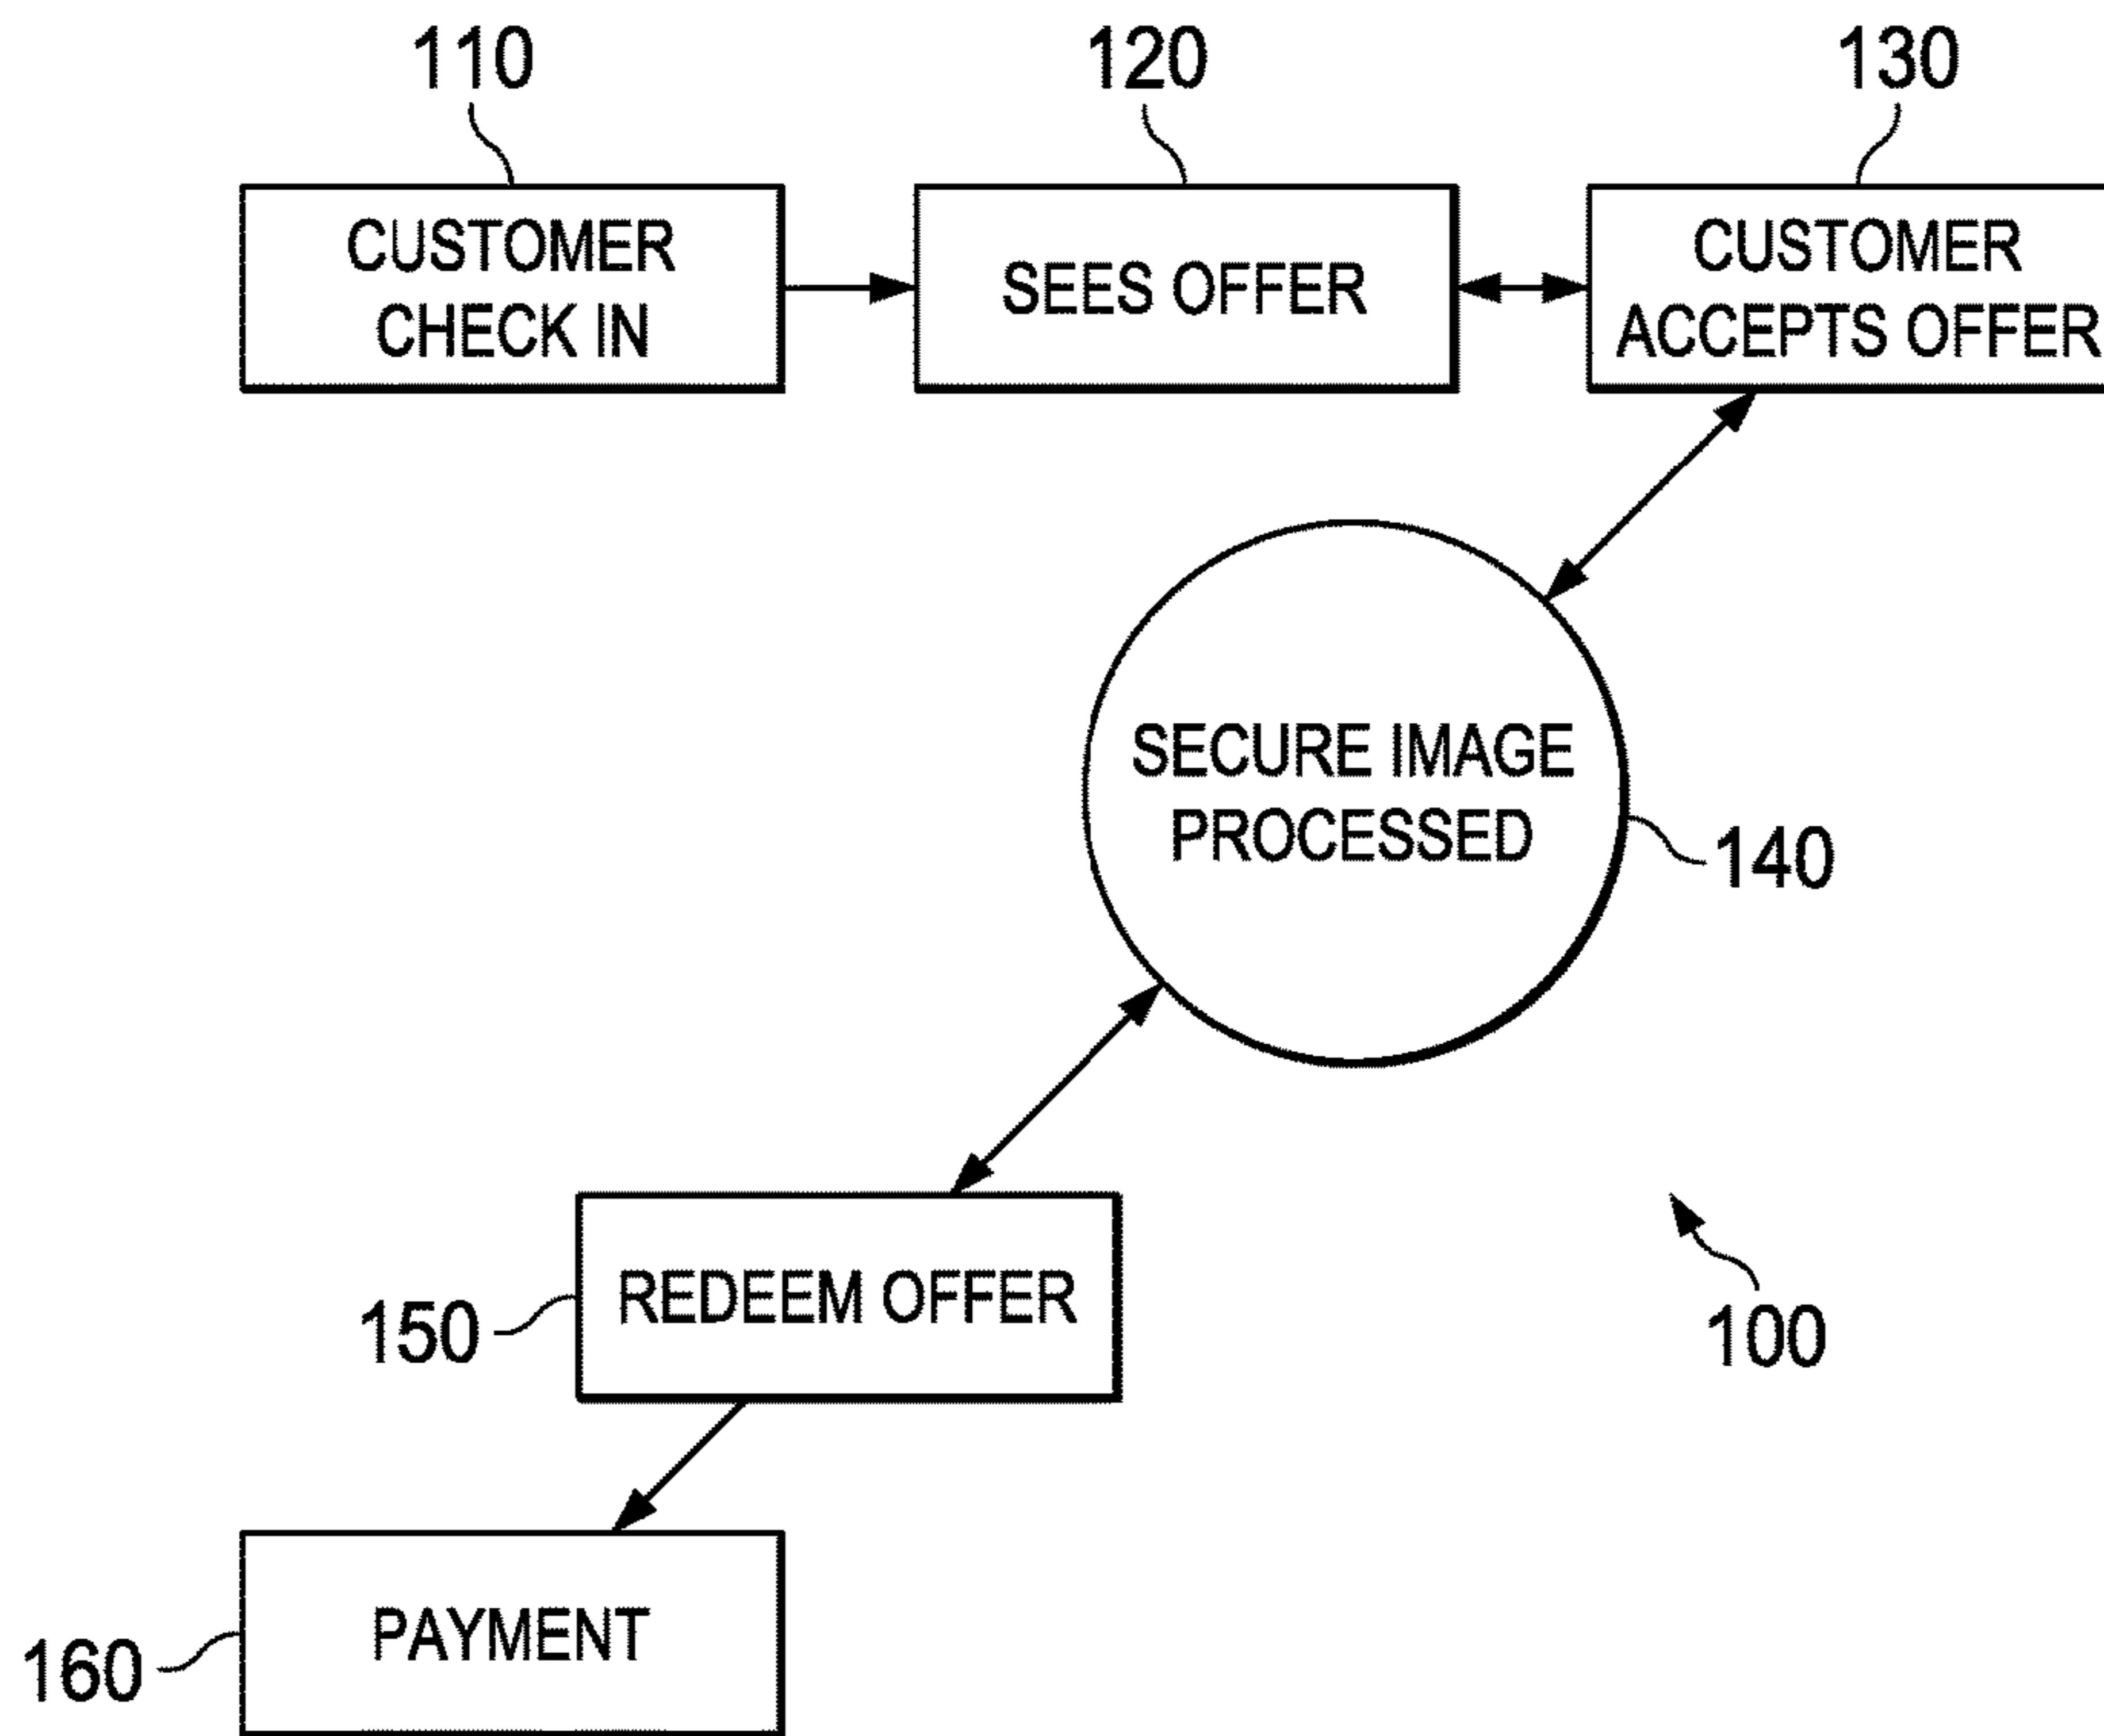 110
120
130
CUSTOMER
CHECK IN
SEES OFFER
CUSTOMER
ACCEPTS OFFER
SECURE IMAGE
PROCESSED
140
REDEEM OFFER
150
100
PAYMENT
160